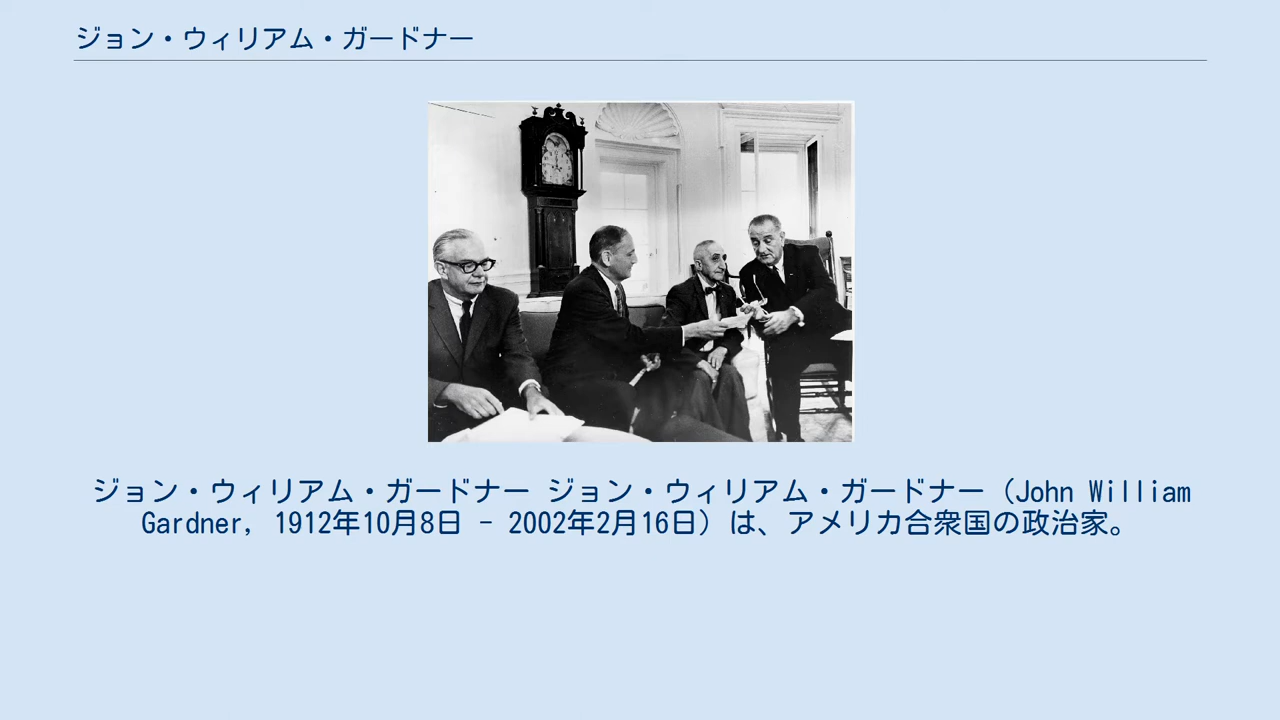 ジョン・ウィリアム・ガードナー
ジョン・ウィリアム・ガードナー ジョン・ウィリアム・ガードナー（John William
Gardner, 1912年10月8日 - 2002年2月16日）は、アメリカ合衆国の政治家。